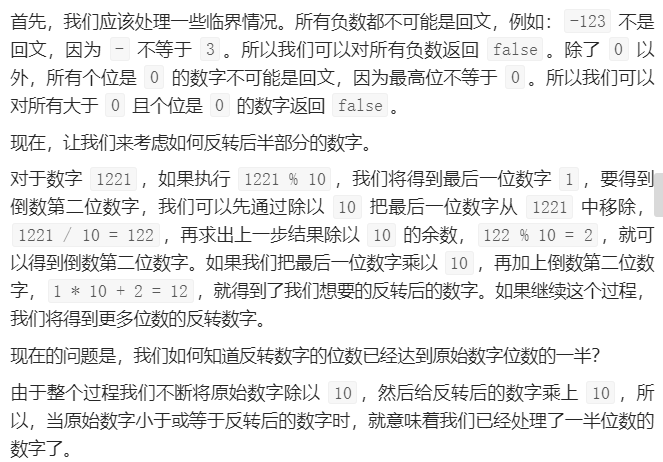 首先，我们应该处理一些临界情况。所有负数都不可能是回文，例如：-123 不是
回文，因为 - 不等于 3 。所以我们可以对所有负数返回 false 。除了 0 以
外，所有个位是 0 的数字不可能是回文，因为最高位不等于 0 。所以我们可以
对所有大于 0 且个位是 0 的数字返回 false 。
现在，让我们来考虑如何反转后半部分的数字。
对于数字 1221 ，如果执行 1221 % 10 ，我们将得到最后一位数字 1 ，要得到
倒数第二位数字，我们可以先通过除以 10 把最后一位数字从 1221 中移除，
1221 / 10 = 122 ，再求出上一步结果除以 10 的余数， 122 % 10 = 2 ，就可
以得到倒数第二位数字。如果我们把最后一位数字乘以 10 ，再加上倒数第二位数
字， 1 * 10 + 2 = 12 ，就得到了我们想要的反转后的数字。如果继续这个过程，
我们将得到更多位数的反转数字。
现在的问题是，我们如何知道反转数字的位数已经达到原始数字位数的一半？
由于整个过程我们不断将原始数字除以 10 ，然后给反转后的数字乘上 10 ，所
以，当原始数字小于或等于反转后的数字时，就意味着我们已经处理了一半位数的
数字了。